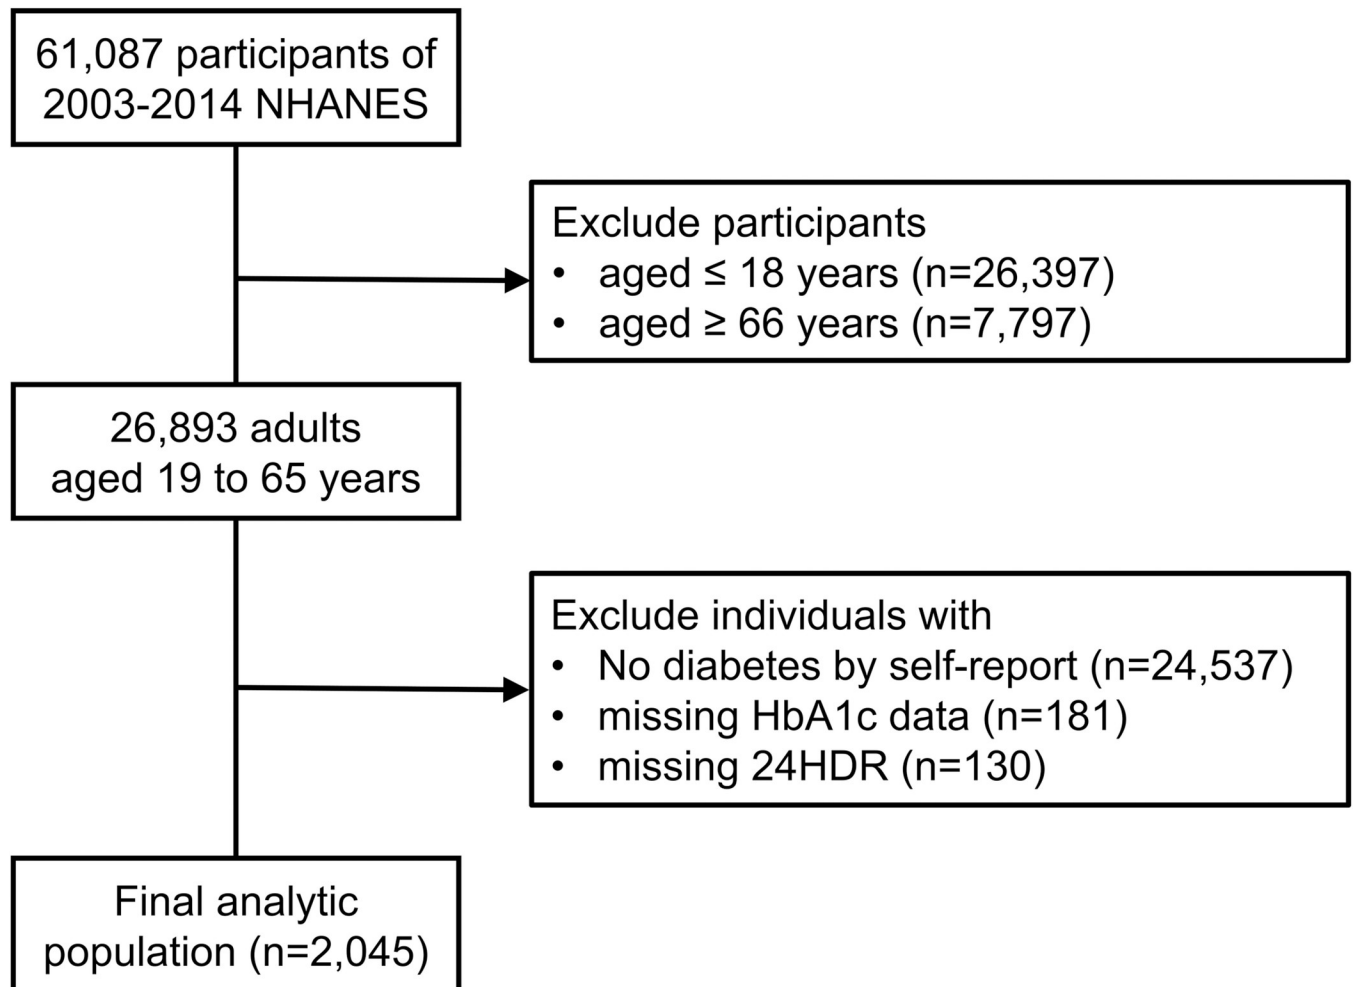 61,087 participants of
2003-2014 NHANES
Exclude participants
• aged ≤ 18 years (n=26,397)
• aged ≥ 66 years (n=7,797)
26,893 adults
aged 19 to 65 years
Exclude individuals with
• No diabetes by self-report (n=24,537)
• missing HbA1c data (n=181)
• missing 24HDR (n=130)
Final analytic
population (n=2,045)